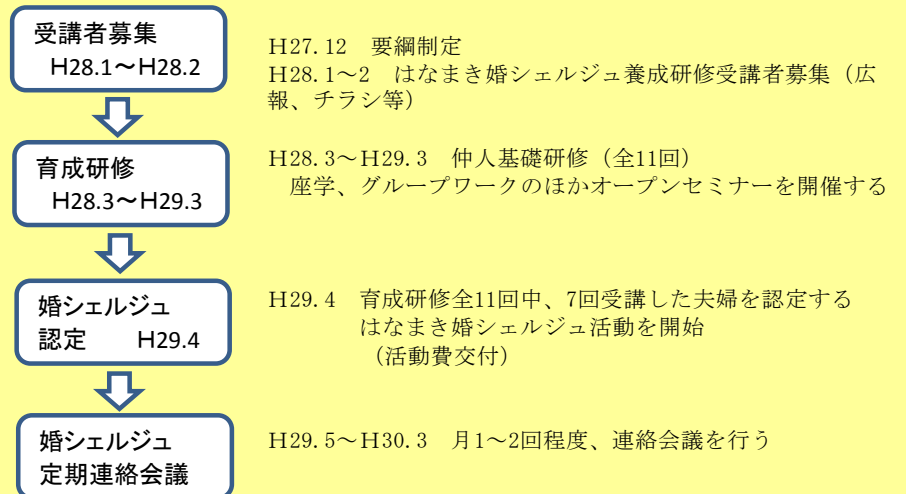 受講者募集
H28.1～H28.2
H27.12　要綱制定
H28.1~2　はなまき婚シェルジュ養成研修受講者募集（広
報、チラシ等）
育成研修
H28.3～H29.3
H28.3~H29.3　仲人基礎研修（全11回）
座学、グループワークのほかオープンセミナーを開催する
婚シェルジュ
認定　　H29.4
H29.4　育成研修全11回中、7回受講した夫婦を認定する
はなまき婚シェルジュ活動を開始
（活動費交付）
婚シェルジュ
定期連絡会議
H29.5~H30.3　月1~2回程度、連絡会議を行う